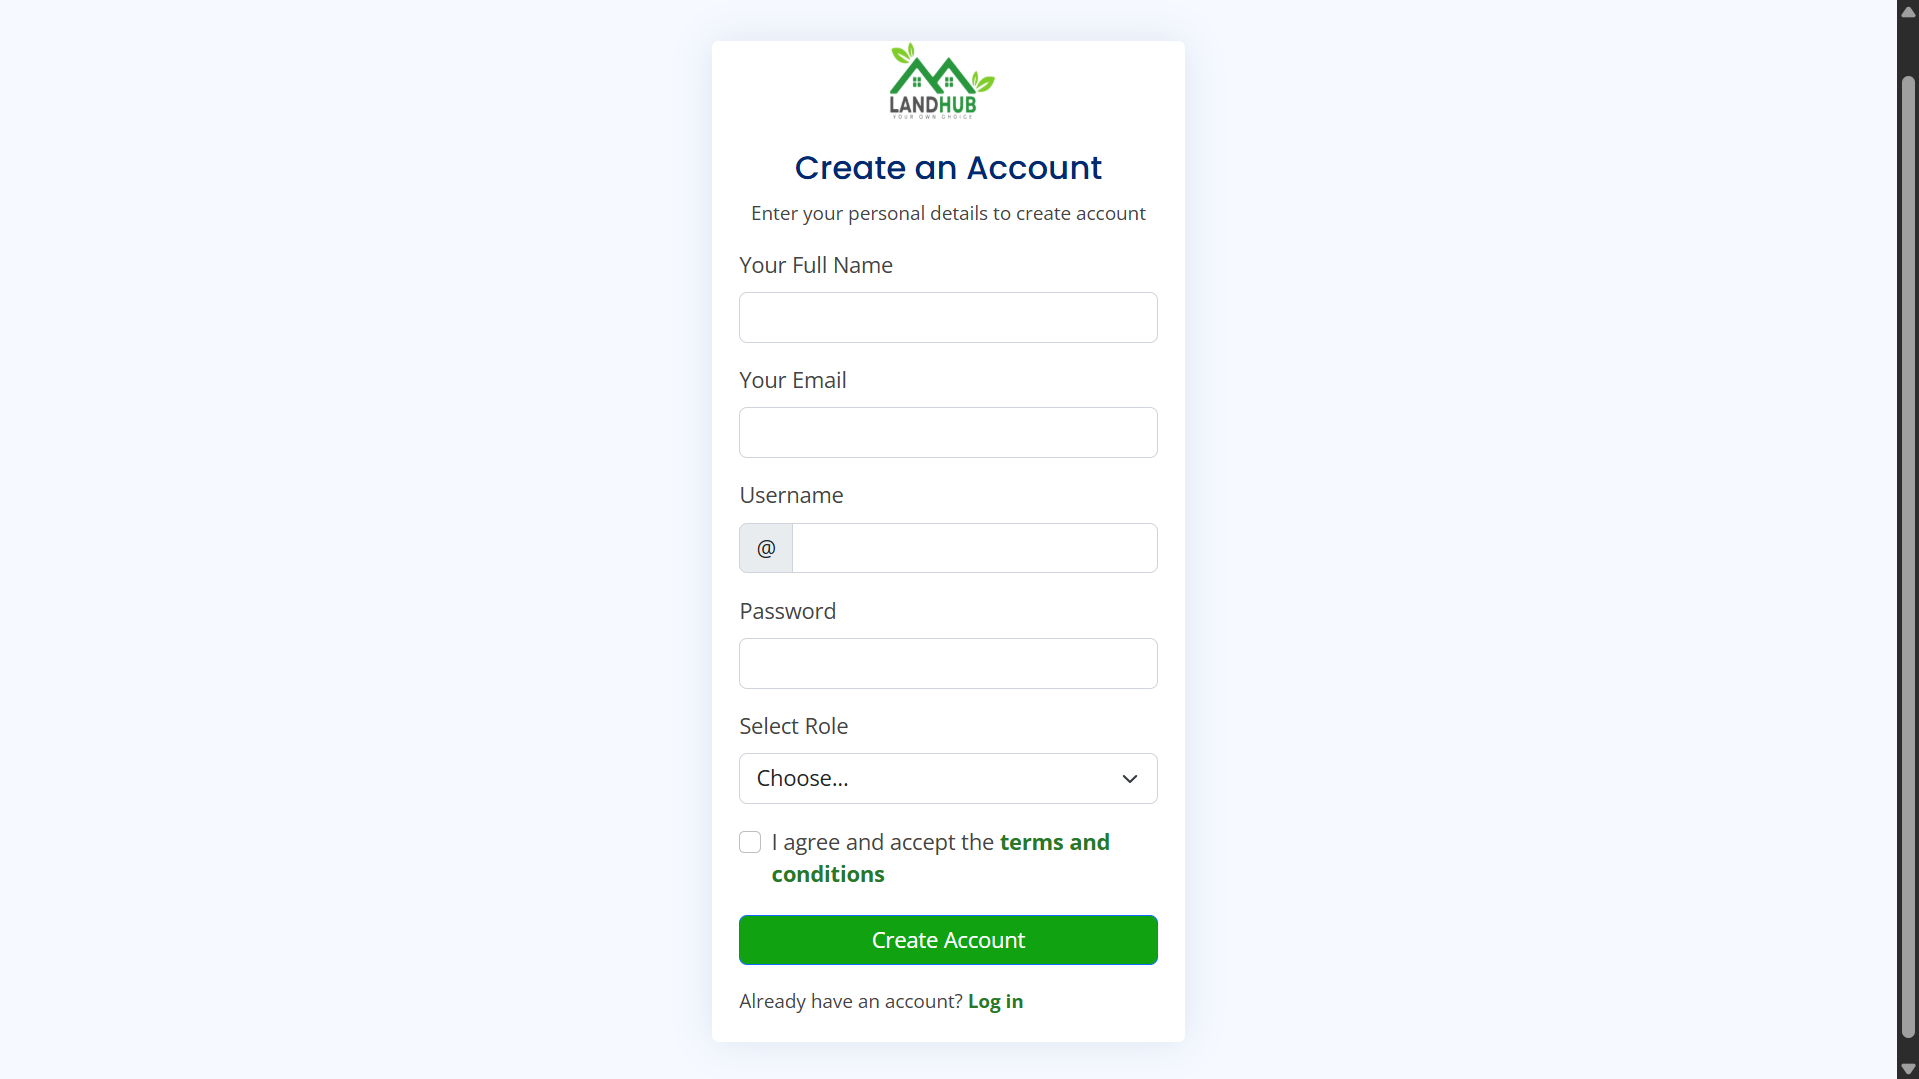 LANDHUB
YOUR OWN CHOICE
Create an Account
Enter your personal details to create account
Your Full Name
Your Email
Username
@
Password
Select Role
Choose...
I agree and accept the terms and
conditions
Create Account
Already have an account? Log in